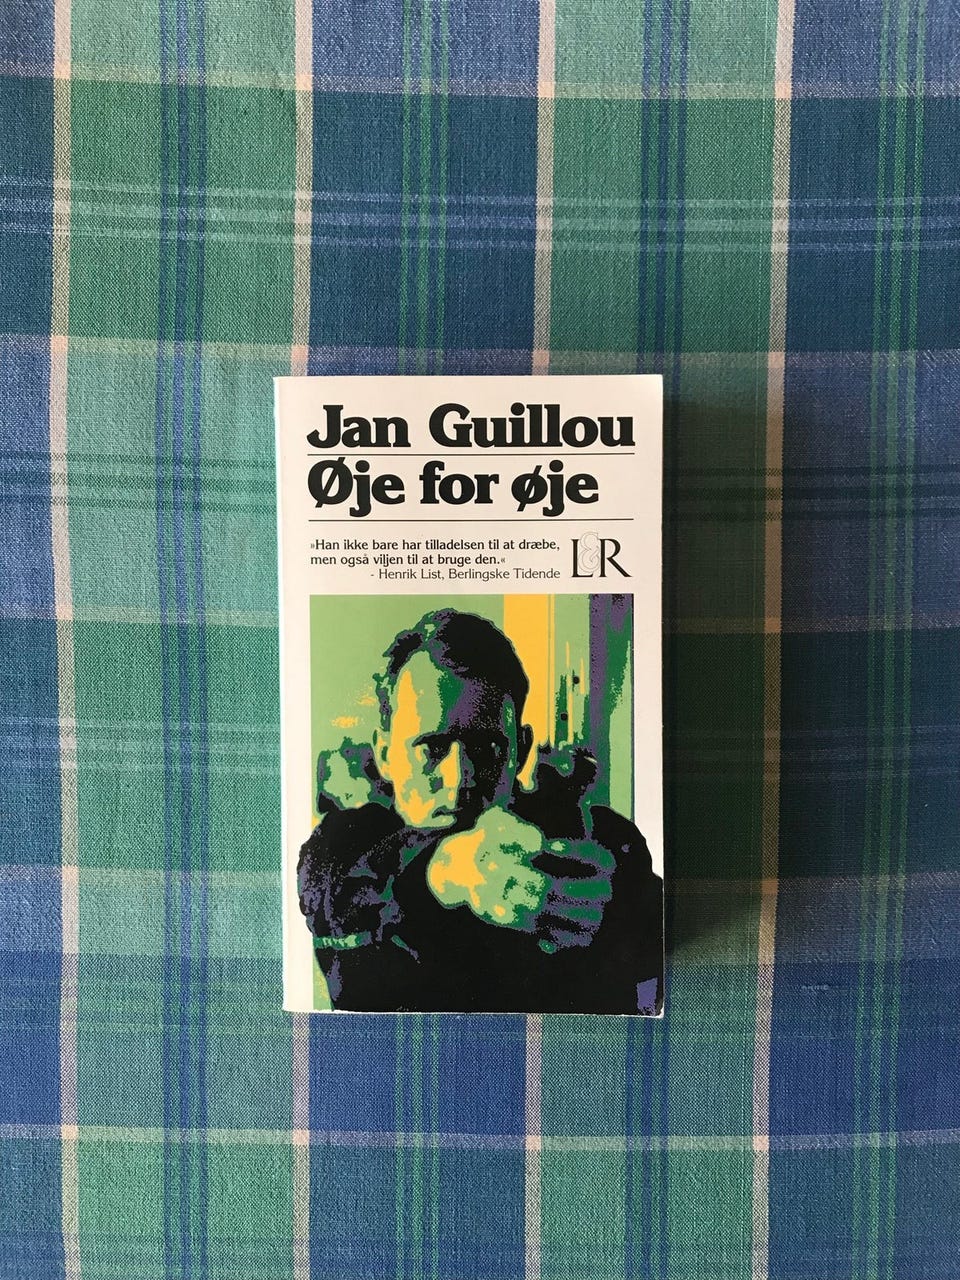 Jan Guillou
Øje for øje
»Han ikke bare har tilladelsen til at dræbe,
men også viljen til at bruge den.«
- Henrik List, Berlingske Tidende
L&R